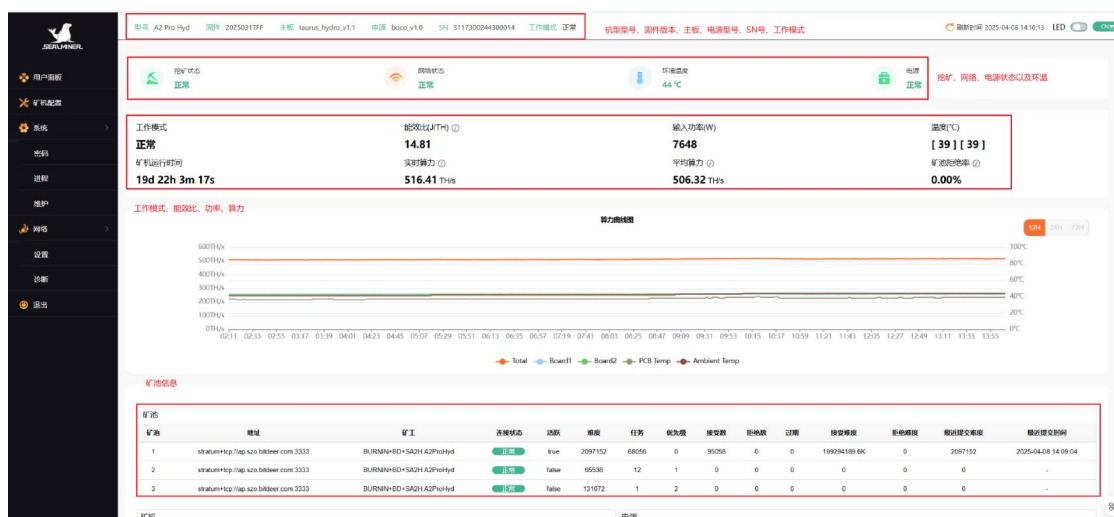 SEALMINER
型号 A2 Pro Hyd 固件 20250317FF 主板 taurus_hydro_v1.1 电源 boco_v1.0 SN S117300244300014 工作模式 正常
机型型号、固件版本、主板、电源型号、SN号、工作模式
刷新时间 2025-04-08 14:10:13 LED
用户面板
矿机配置
系统
密码
进程
维护
网络
设置
诊断
退出
挖矿状态 网络状态 环境温度 电源
正常 正常 44 ℃ 正常
挖矿、网络、电源状态以及环温
工作模式 能效比(J/TH) 输入功率(W) 温度(℃)
正常 14.81 7648 [ 39 ] [ 39 ]
矿机运行时间 实时算力 平均算力 矿池拒绝率
19d 22h 3m 17s 516.41 TH/s 506.32 TH/s 0.00%
工作模式、能效比、功率、算力
算力曲线图
12H 24H 72H
600TH/s 100℃
500TH/s 80℃
400TH/s 60℃
300TH/s 40℃
200TH/s
100TH/s 20℃
0TH/s 0℃
02:11 02:33 02:55 03:17 03:39 04:01 04:23 04:45 05:07 05:29 05:51 06:13 06:35 06:57 07:19 07:41 08:03 08:25 08:47 09:09 09:31 09:53 10:15 10:37 10:59 11:21 11:43 12:05 12:27 12:49 13:11 13:33 13:55
Total Board1 Board2 PCB Temp Ambient Temp
矿池信息
矿池
矿池 地址 矿工 连接状态 活跃 难度 任务 优先级 接受数 拒绝数 过期 接受难度 拒绝难度 最近提交难度 最近提交时间
1 stratum+tcp://ap.szo.bitdeer.com:3333 BURNIN+BD+SA2H.A2ProHyd 正常 true 2097152 68056 0 95058 0 0 199294189.6K 0 2097152 2025-04-08 14:09:04
2 stratum+tcp://ap.szo.bitdeer.com:3333 BURNIN+BD+SA2H.A2ProHyd 正常 false 65536 12 1 0 0 0 0 0 0 -
3 stratum+tcp://ap.szo.bitdeer.com:3333 BURNIN+BD+SA2H.A2ProHyd 正常 false 131072 1 2 0 0 0 0 0 0 -